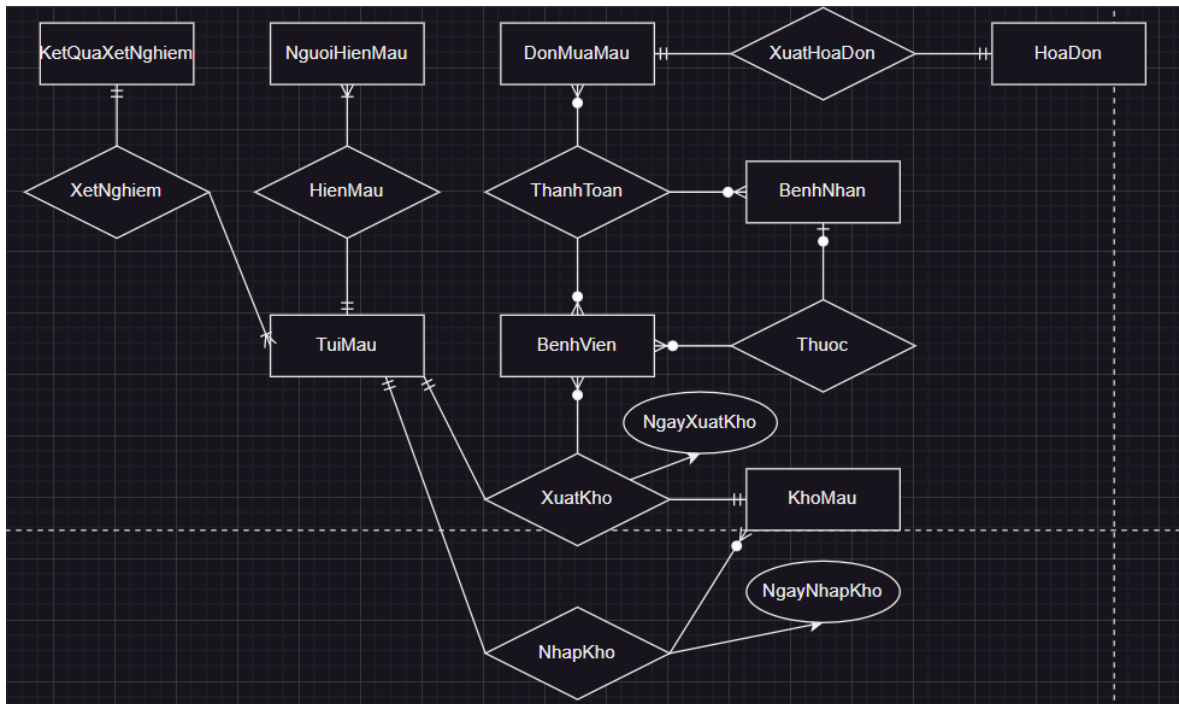 KetQuaXetNghiem
NguoiHienMau
DonMuaMau
XuatHoaDon
HoaDon
XetNghiem
HienMau
ThanhToan
BenhNhan
TuiMau
BenhVien
Thuoc
NgayXuatKho
XuatKho
KhoMau
NgayNhapKho
NhapKho